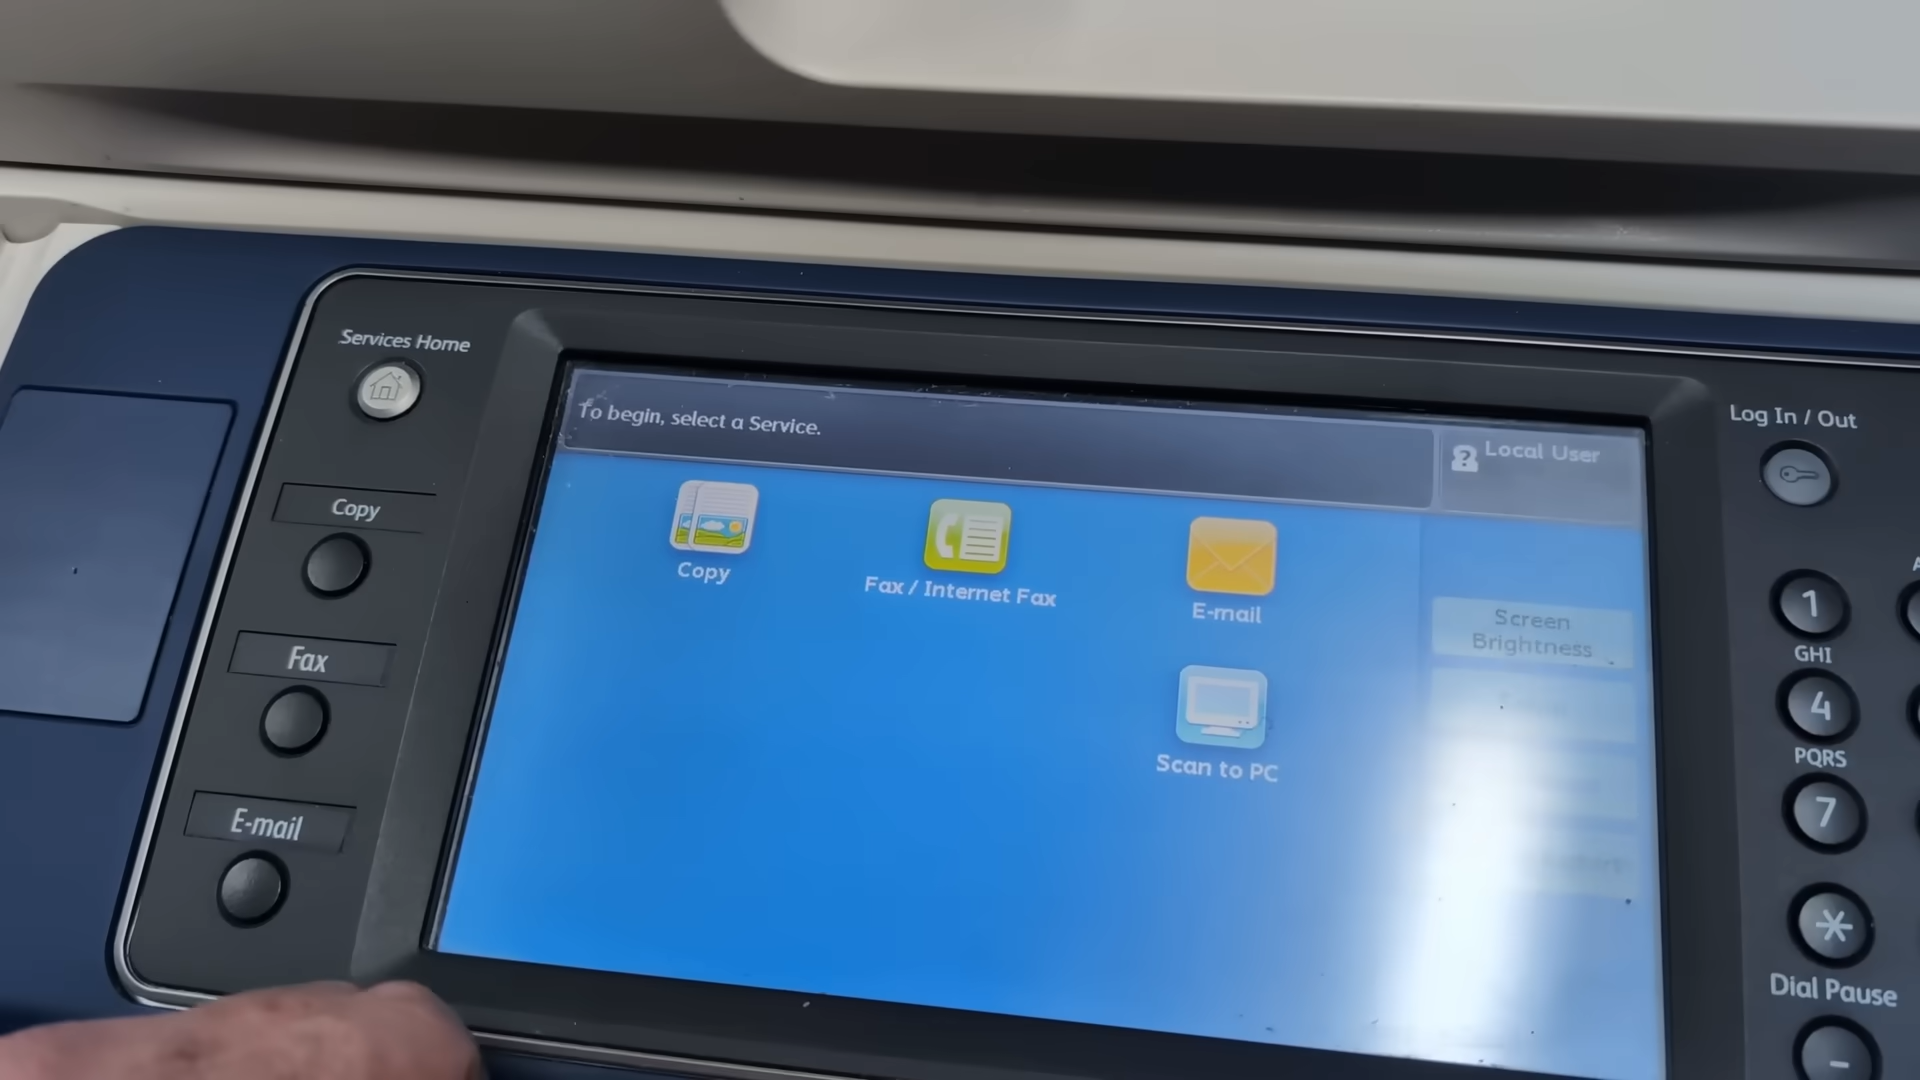 Services Home
Log In / Out
To begin, select a Service.
Local User
Copy
Copy
Fax / Internet Fax
E-mail
Screen
Brightness
1
GHI
Fax
4
Scan to PC
PQRS
7
E-mail
*
Dial Pause
-